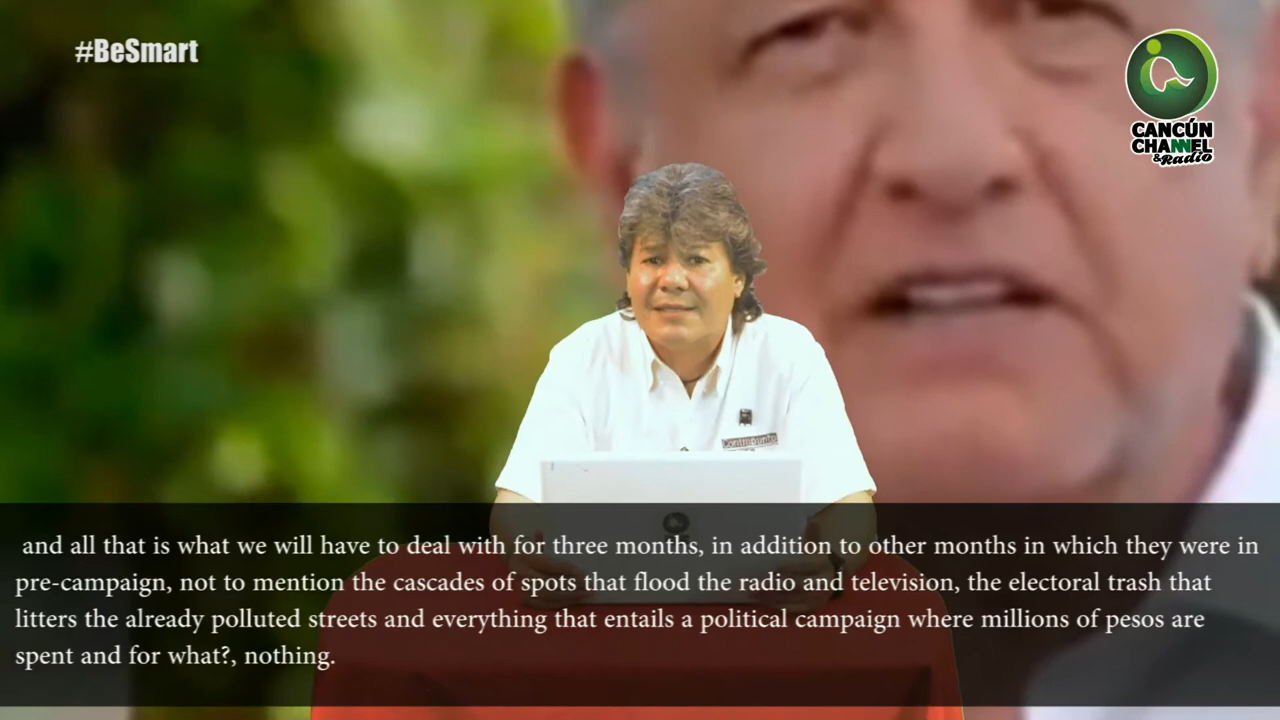 #BeSmart
CANCÚN
CHANNEL
&Radio
Contrapunto
and all that is what we will have to deal with for three months, in addition to other months in which they were in
pre-campaign, not to mention the cascades of spots that flood the radio and television, the electoral trash that
litters the already polluted streets and everything that entails a political campaign where millions of pesos are
spent and for what?, nothing.